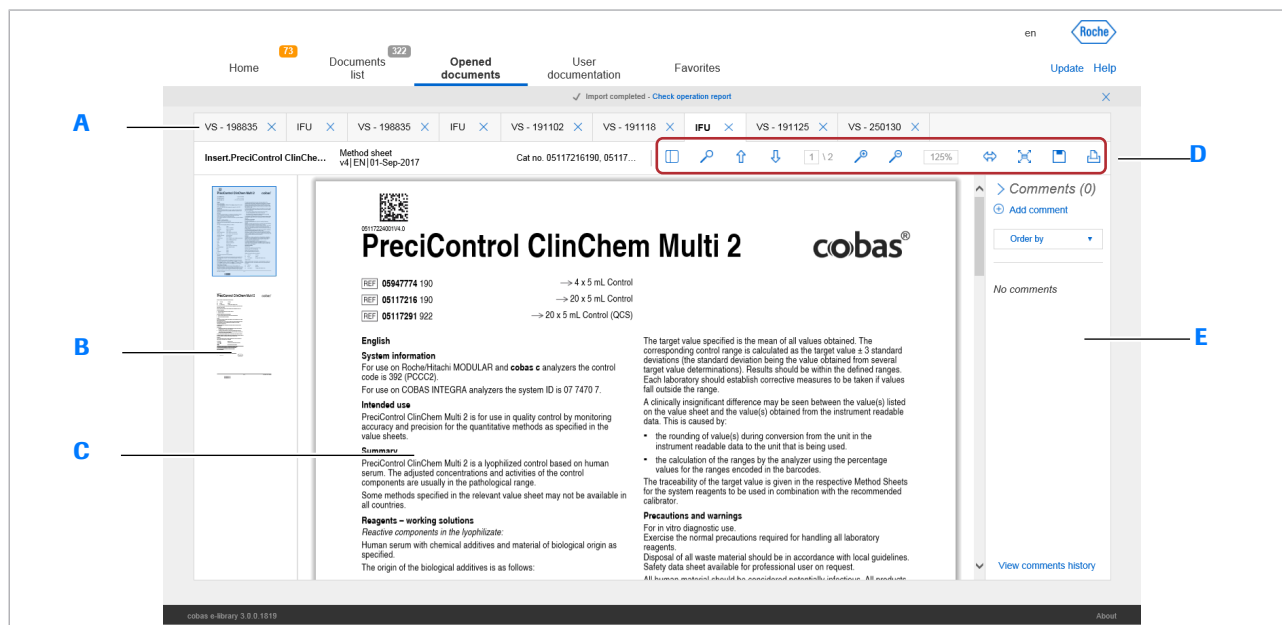 en
Roche
73
322
Home
Documents list
Opened documents
User documentation
Favorites
Update Help
Import completed - Check operation report
A
VS - 198835
IFU
VS - 198835
IFU
VS - 191102
VS - 191118
IFU
VS - 191125
VS - 250130
Insert.PreciControl ClinChe...
Method sheet
v4| EN| 01-Sep-2017
Cat no. 05117216190, 05117...
1 \ 2
125%
D
Comments (0)
Add comment
Order by
No comments
05117224001V4.0
PreciControl ClinChem Multi 2
cobas®
REF 05947774 190 → 4 x 5 mL Control
REF 05117216 190 → 20 x 5 mL Control
REF 05117291 922 → 20 x 5 mL Control (QCS)
B
C
E
English
System information
For use on Roche/Hitachi MODULAR and cobas c analyzers the control
code is 392 (PCCC2).
For use on COBAS INTEGRA analyzers the system ID is 07 7470 7.
Intended use
PreciControl ClinChem Multi 2 is for use in quality control by monitoring
accuracy and precision for the quantitative methods as specified in the
value sheets.
Summary
PreciControl ClinChem Multi 2 is a lyophilized control based on human
serum. The adjusted concentrations and activities of the control
components are usually in the pathological range.
Some methods specified in the relevant value sheet may not be available in
all countries.
Reagents – working solutions
Reactive components in the lyophilizate:
Human serum with chemical additives and material of biological origin as
specified.
The origin of the biological additives is as follows:
The target value specified is the mean of all values obtained. The
corresponding control range is calculated as the target value ± 3 standard
deviations (the standard deviation being the value obtained from several
target value determinations). Results should be within the defined ranges.
Each laboratory should establish corrective measures to be taken if values
fall outside the range.
A clinically insignificant difference may be seen between the value(s) listed
on the value sheet and the value(s) obtained from the instrument readable
data. This is caused by:
▪ the rounding of value(s) during conversion from the unit in the
instrument readable data to the unit that is being used.
▪ the calculation of the ranges by the analyzer using the percentage
values for the ranges encoded in the barcodes.
The traceability of the target value is given in the respective Method Sheets
for the system reagents to be used in combination with the recommended
calibrator.
Precautions and warnings
For in vitro diagnostic use.
Exercise the normal precautions required for handling all laboratory
reagents.
Disposal of all waste material should be in accordance with local guidelines.
Safety data sheet available for professional user on request.
All human material should be considered potentially infectious. All products
View comments history
cobas e-library 3.0.0.1819
About